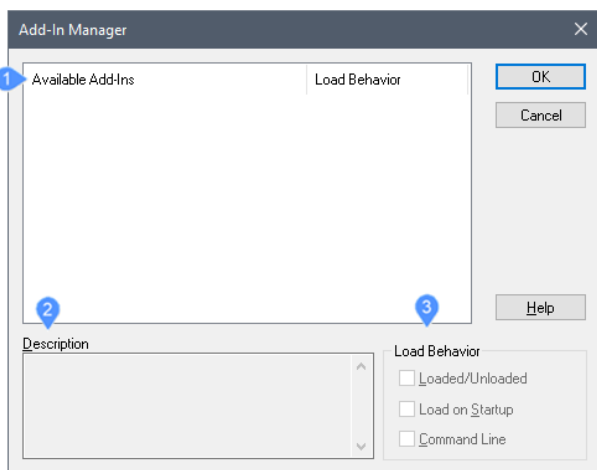 Add-In Manager
1
Available Add-Ins
Load Behavior
OK
Cancel
2
3
Help
Description
Load Behavior
Loaded/Unloaded
Load on Startup
Command Line